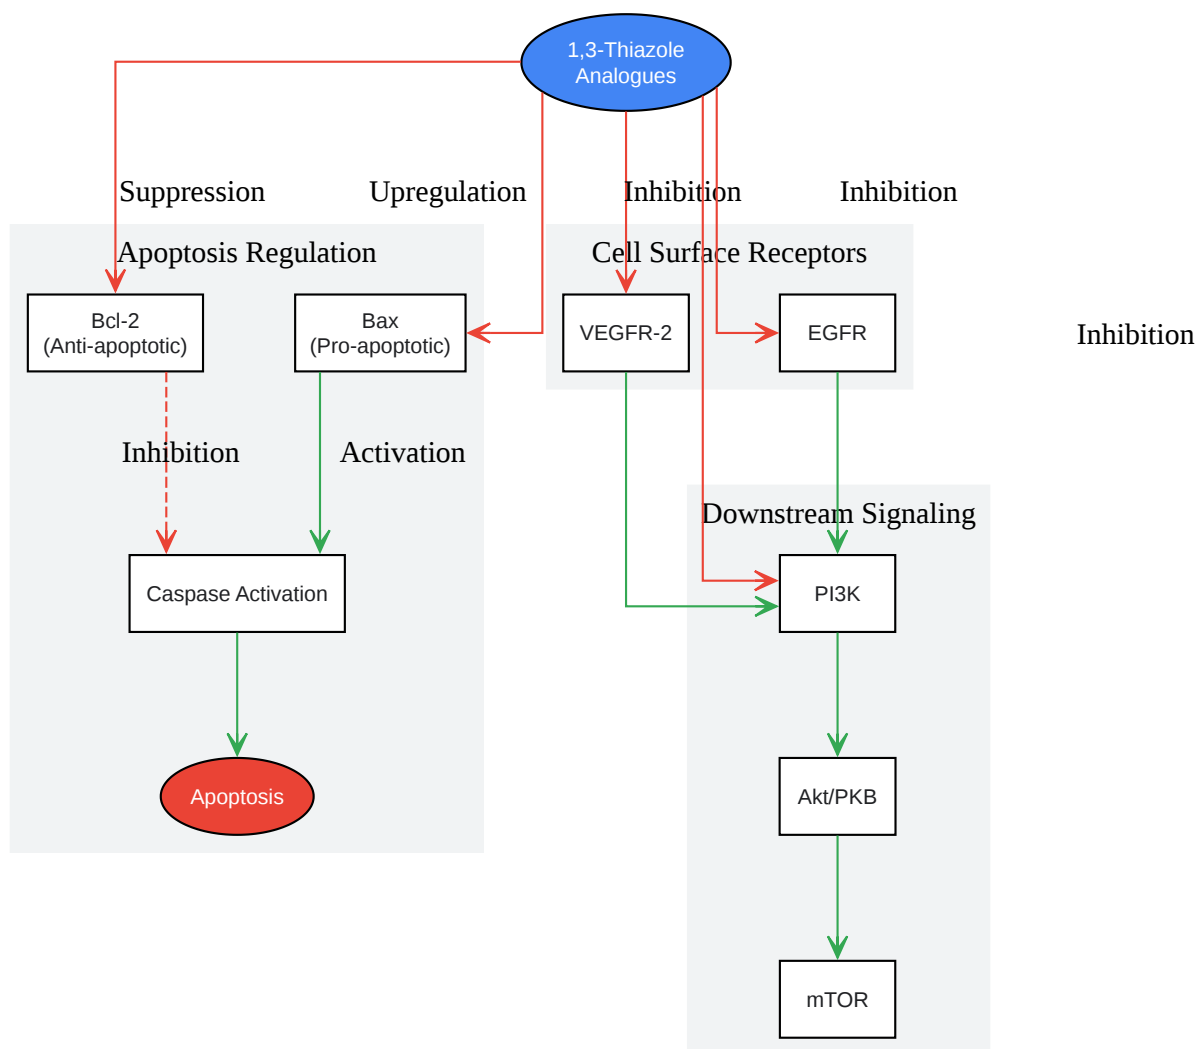 1,3-Thiazole
Analogues
Suppression
Upregulation
Inhibition
Inhibition
Apoptosis Regulation
Cell Surface Receptors
Bcl-2
(Anti-apoptotic)
Bax
(Pro-apoptotic)
VEGFR-2
EGFR
Inhibition
Inhibition
Activation
Downstream Signaling
Caspase Activation
PI3K
Apoptosis
Akt/PKB
mTOR